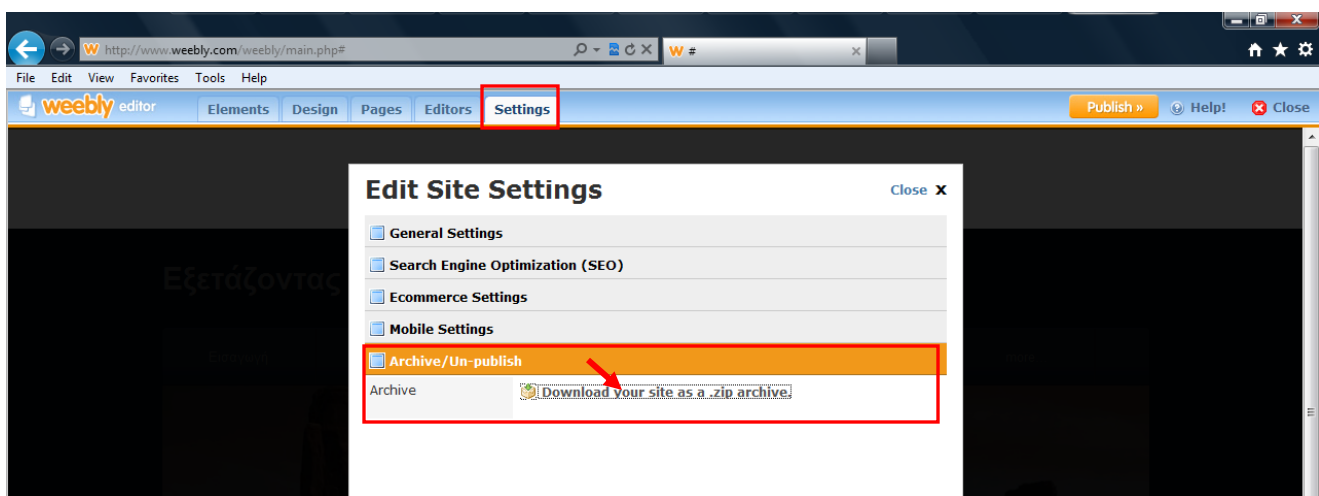 http://www.weebly.com/weebly/main.php#
W #
File Edit View Favorites Tools Help
weebly editor Elements Design Pages Editors Settings Publish » Help! Close
Edit Site Settings Close X
General Settings
Εξετάζοντας
Search Engine Optimization (SEO)
Ecommerce Settings
Mobile Settings
Archive/Un-publish
Archive Download your site as a .zip archive.